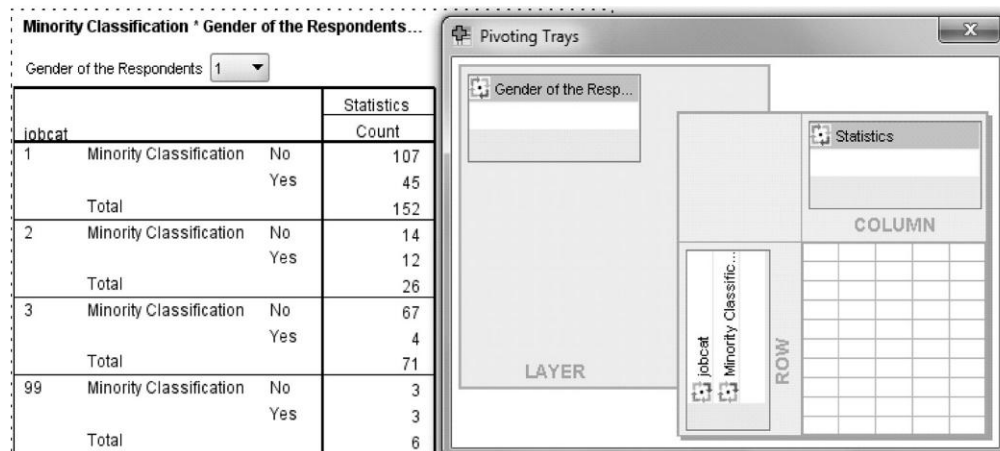 Minority Classification * Gender of the Respondents...
Gender of the Respondents 1
Statistics
jobcat Count
1 Minority Classification No 107
Yes 45
Total 152
2 Minority Classification No 14
Yes 12
Total 26
3 Minority Classification No 67
Yes 4
Total 71
99 Minority Classification No 3
Yes 3
Total 6
Pivoting Trays
X
Gender of the Resp...
LAYER
Statistics
COLUMN
jobcat
Minority Classific...
ROW